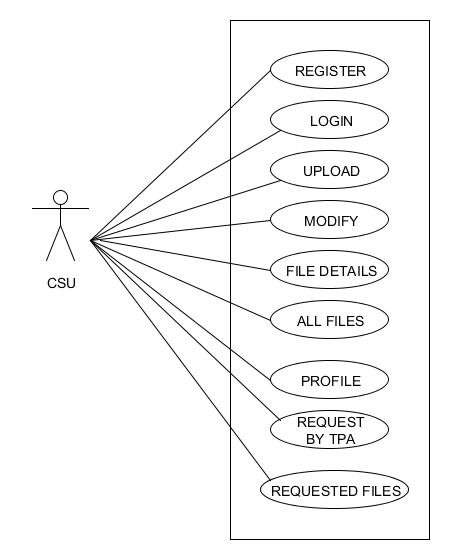 REGISTER
LOGIN
UPLOAD
MODIFY
FILE DETAILS
CSU
ALL FILES
PROFILE
REQUEST
BY TPA
REQUESTED FILES